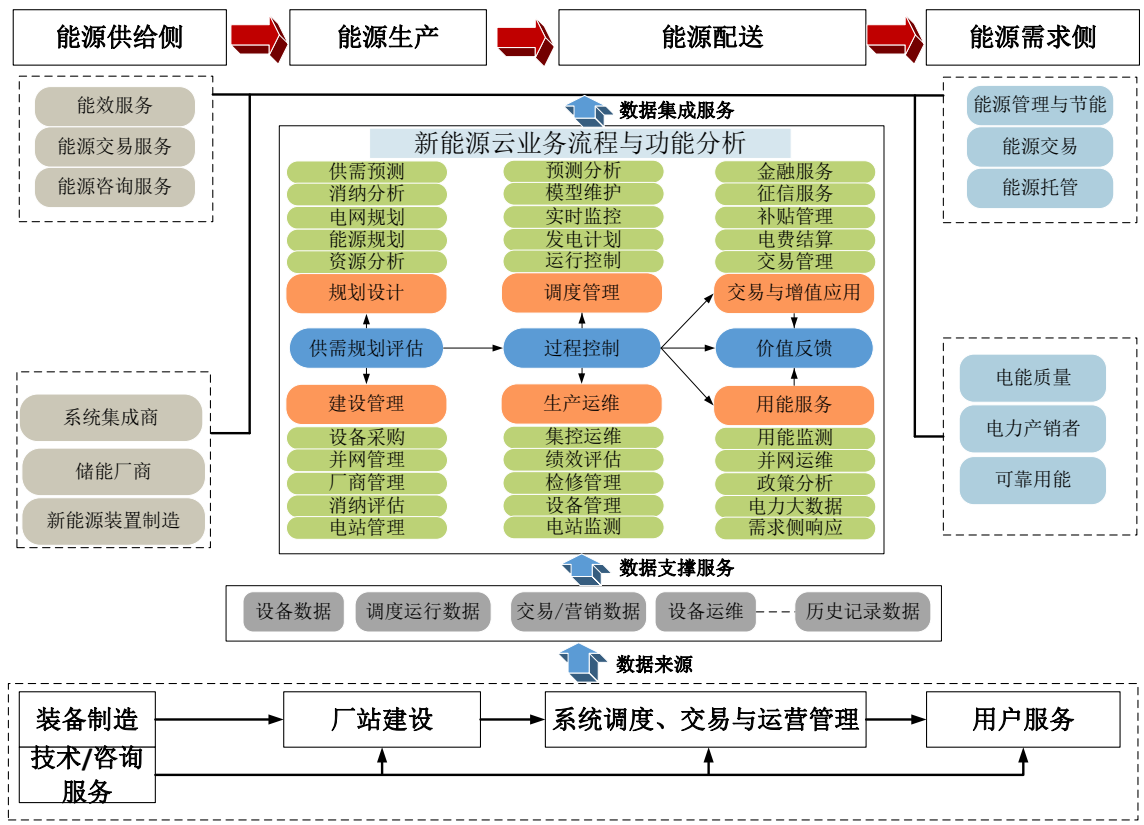 能源供给侧
能源生产
能源配送
能源需求侧
能效服务
能源交易服务
能源咨询服务
数据集成服务
能源管理与节能
能源交易
能源托管
新能源云业务流程与功能分析
供需预测
消纳分析
电网规划
能源规划
资源分析
规划设计
预测分析
模型维护
实时监控
发电计划
运行控制
调度管理
金融服务
征信服务
补贴管理
电费结算
交易管理
交易与增值应用
供需规划评估
过程控制
价值反馈
建设管理
设备采购
并网管理
厂商管理
消纳评估
电站管理
生产运维
集控运维
绩效评估
检修管理
设备管理
电站监测
用能服务
用能监测
并网运维
政策分析
电力大数据
需求侧响应
系统集成商
储能厂商
新能源装置制造
电能质量
电力产销者
可靠用能
数据支撑服务
设备数据
调度运行数据
交易/营销数据
设备运维
历史记录数据
数据来源
装备制造
厂站建设
系统调度、交易与运营管理
用户服务
技术/咨询
服务